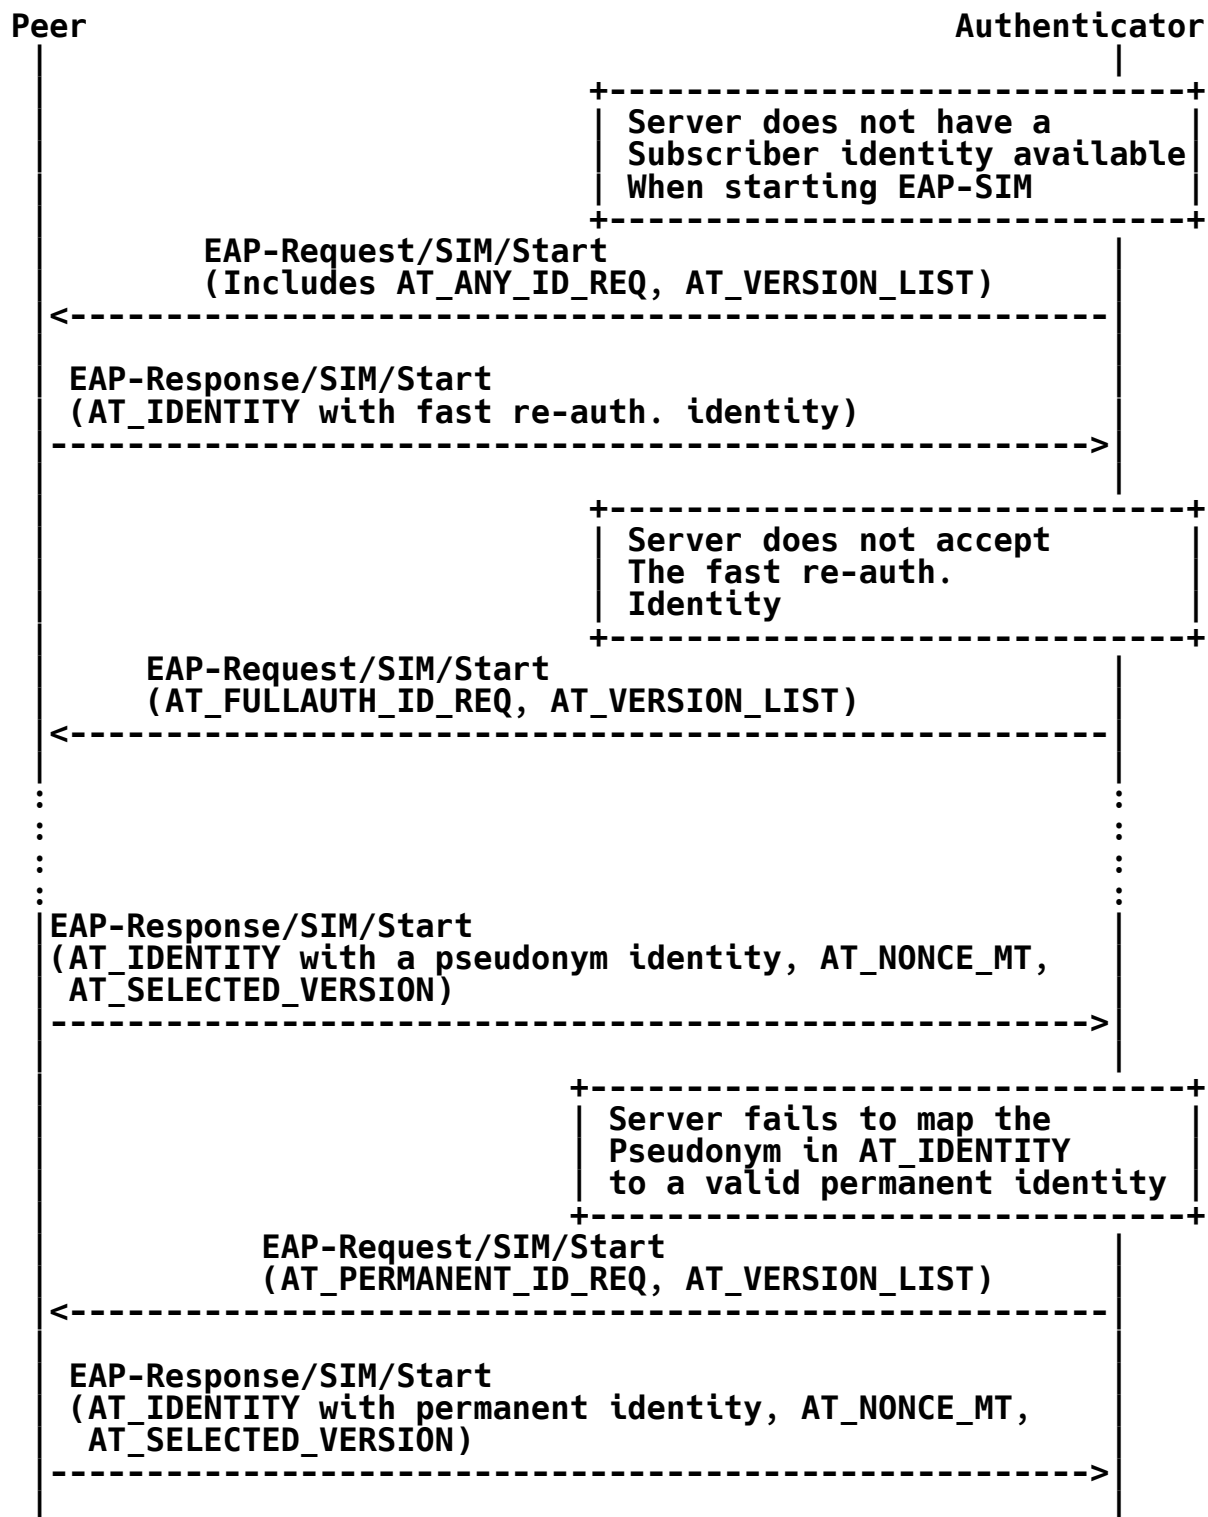 Peer Authenticator
Server does not have a
Subscriber identity available
When starting EAP-SIM
EAP-Request/SIM/Start
(Includes AT_ANY_ID_REQ, AT_VERSION_LIST)
EAP-Response/SIM/Start
(AT_IDENTITY with fast re-auth. identity)
Server does not accept
The fast re-auth.
Identity
EAP-Request/SIM/Start
(AT_FULLAUTH_ID_REQ, AT_VERSION_LIST)
EAP-Response/SIM/Start
(AT_IDENTITY with a pseudonym identity, AT_NONCE_MT,
AT_SELECTED_VERSION)
Server fails to map the
Pseudonym in AT_IDENTITY
to a valid permanent identity
EAP-Request/SIM/Start
(AT_PERMANENT_ID_REQ, AT_VERSION_LIST)
EAP-Response/SIM/Start
(AT_IDENTITY with permanent identity, AT_NONCE_MT,
AT_SELECTED_VERSION)